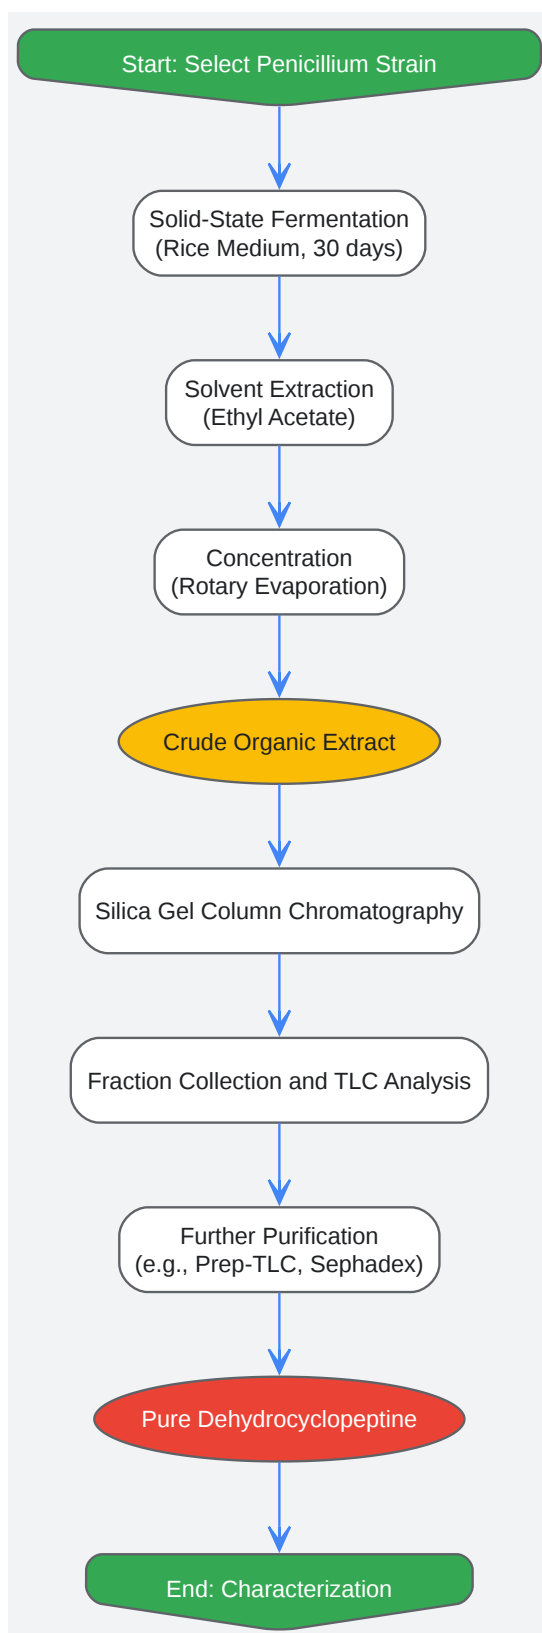 Start: Select Penicillium Strain
Solid-State Fermentation
(Rice Medium, 30 days)
Solvent Extraction
(Ethyl Acetate)
Concentration
(Rotary Evaporation)
Crude Organic Extract
Silica Gel Column Chromatography
Fraction Collection and TLC Analysis
Further Purification
(e.g., Prep-TLC, Sephadex)
Pure Dehydrocyclopeptine
End: Characterization